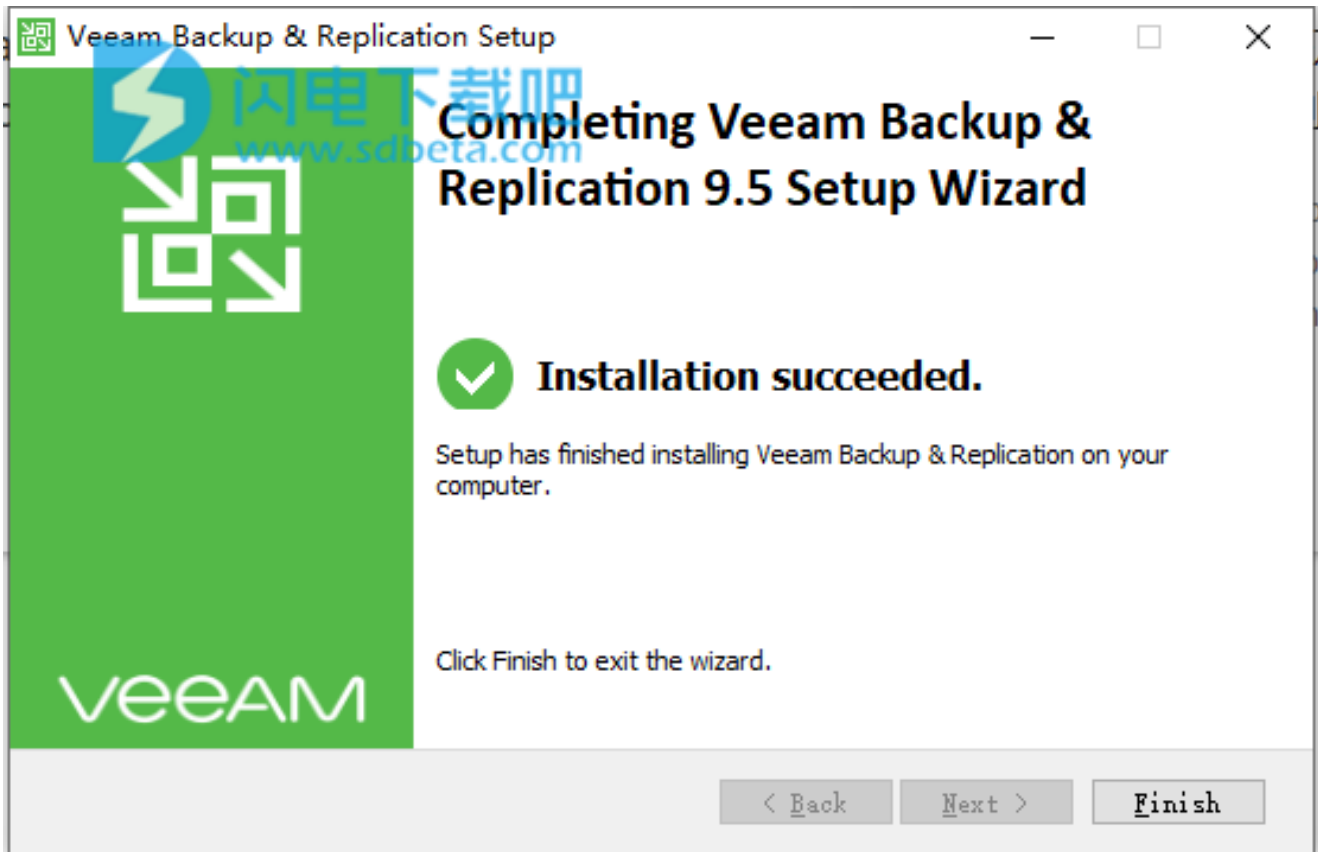 Veeam Backup & Replication Setup
闪电下载吧
www.sdbeta.com
Completing Veeam Backup &
Replication 9.5 Setup Wizard
Installation succeeded.
Setup has finished installing Veeam Backup & Replication on your
computer.
Click Finish to exit the wizard.
veeAM
< Back
Next >
Finish